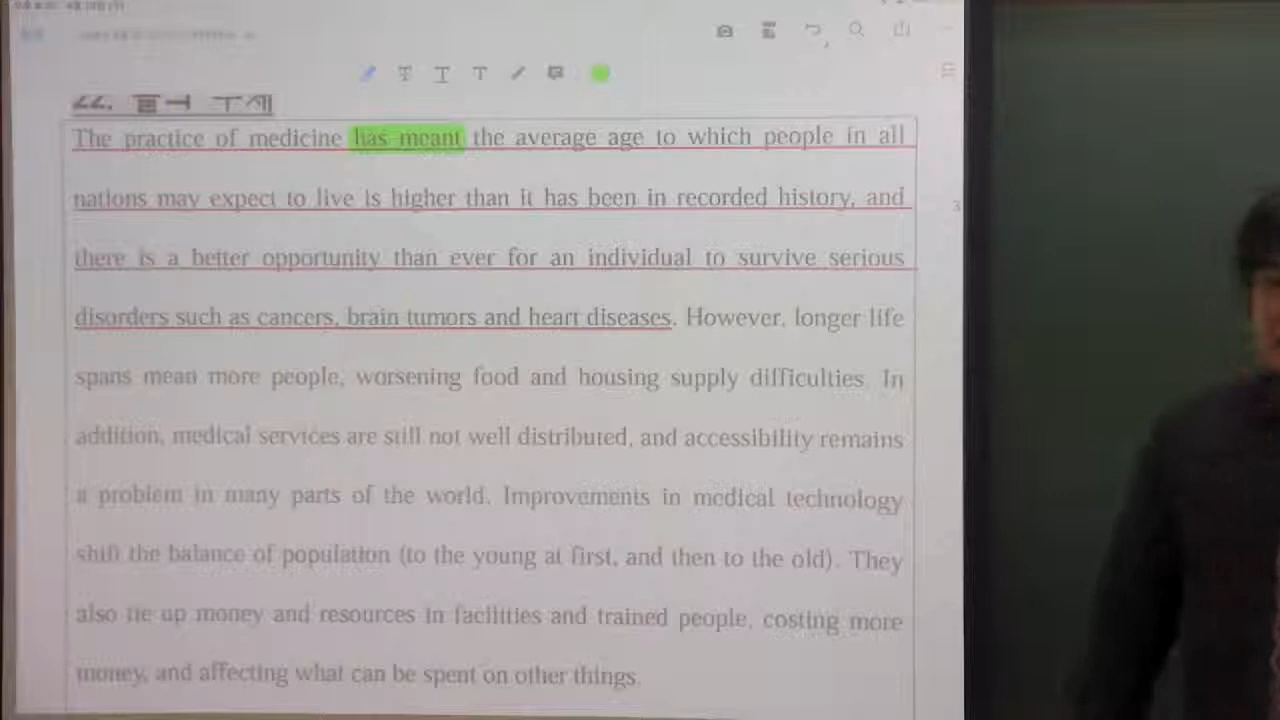 The practice of medicine has meant the average age to which people in all
nations may expect to live is higher than it has been in recorded history, and
there is a better opportunity than ever for an individual to survive serious
disorders such as cancers, brain tumors and heart diseases. However, longer life
spans mean more people, worsening food and housing supply difficulties. In
addition, medical services are still not well distributed, and accessibility remains
a problem in many parts of the world. Improvements in medical technology
shift the balance of population (to the young at first, and then to the old). They
also tie up money and resources in facilities and trained people, costing more
money, and affecting what can be spent on other things.